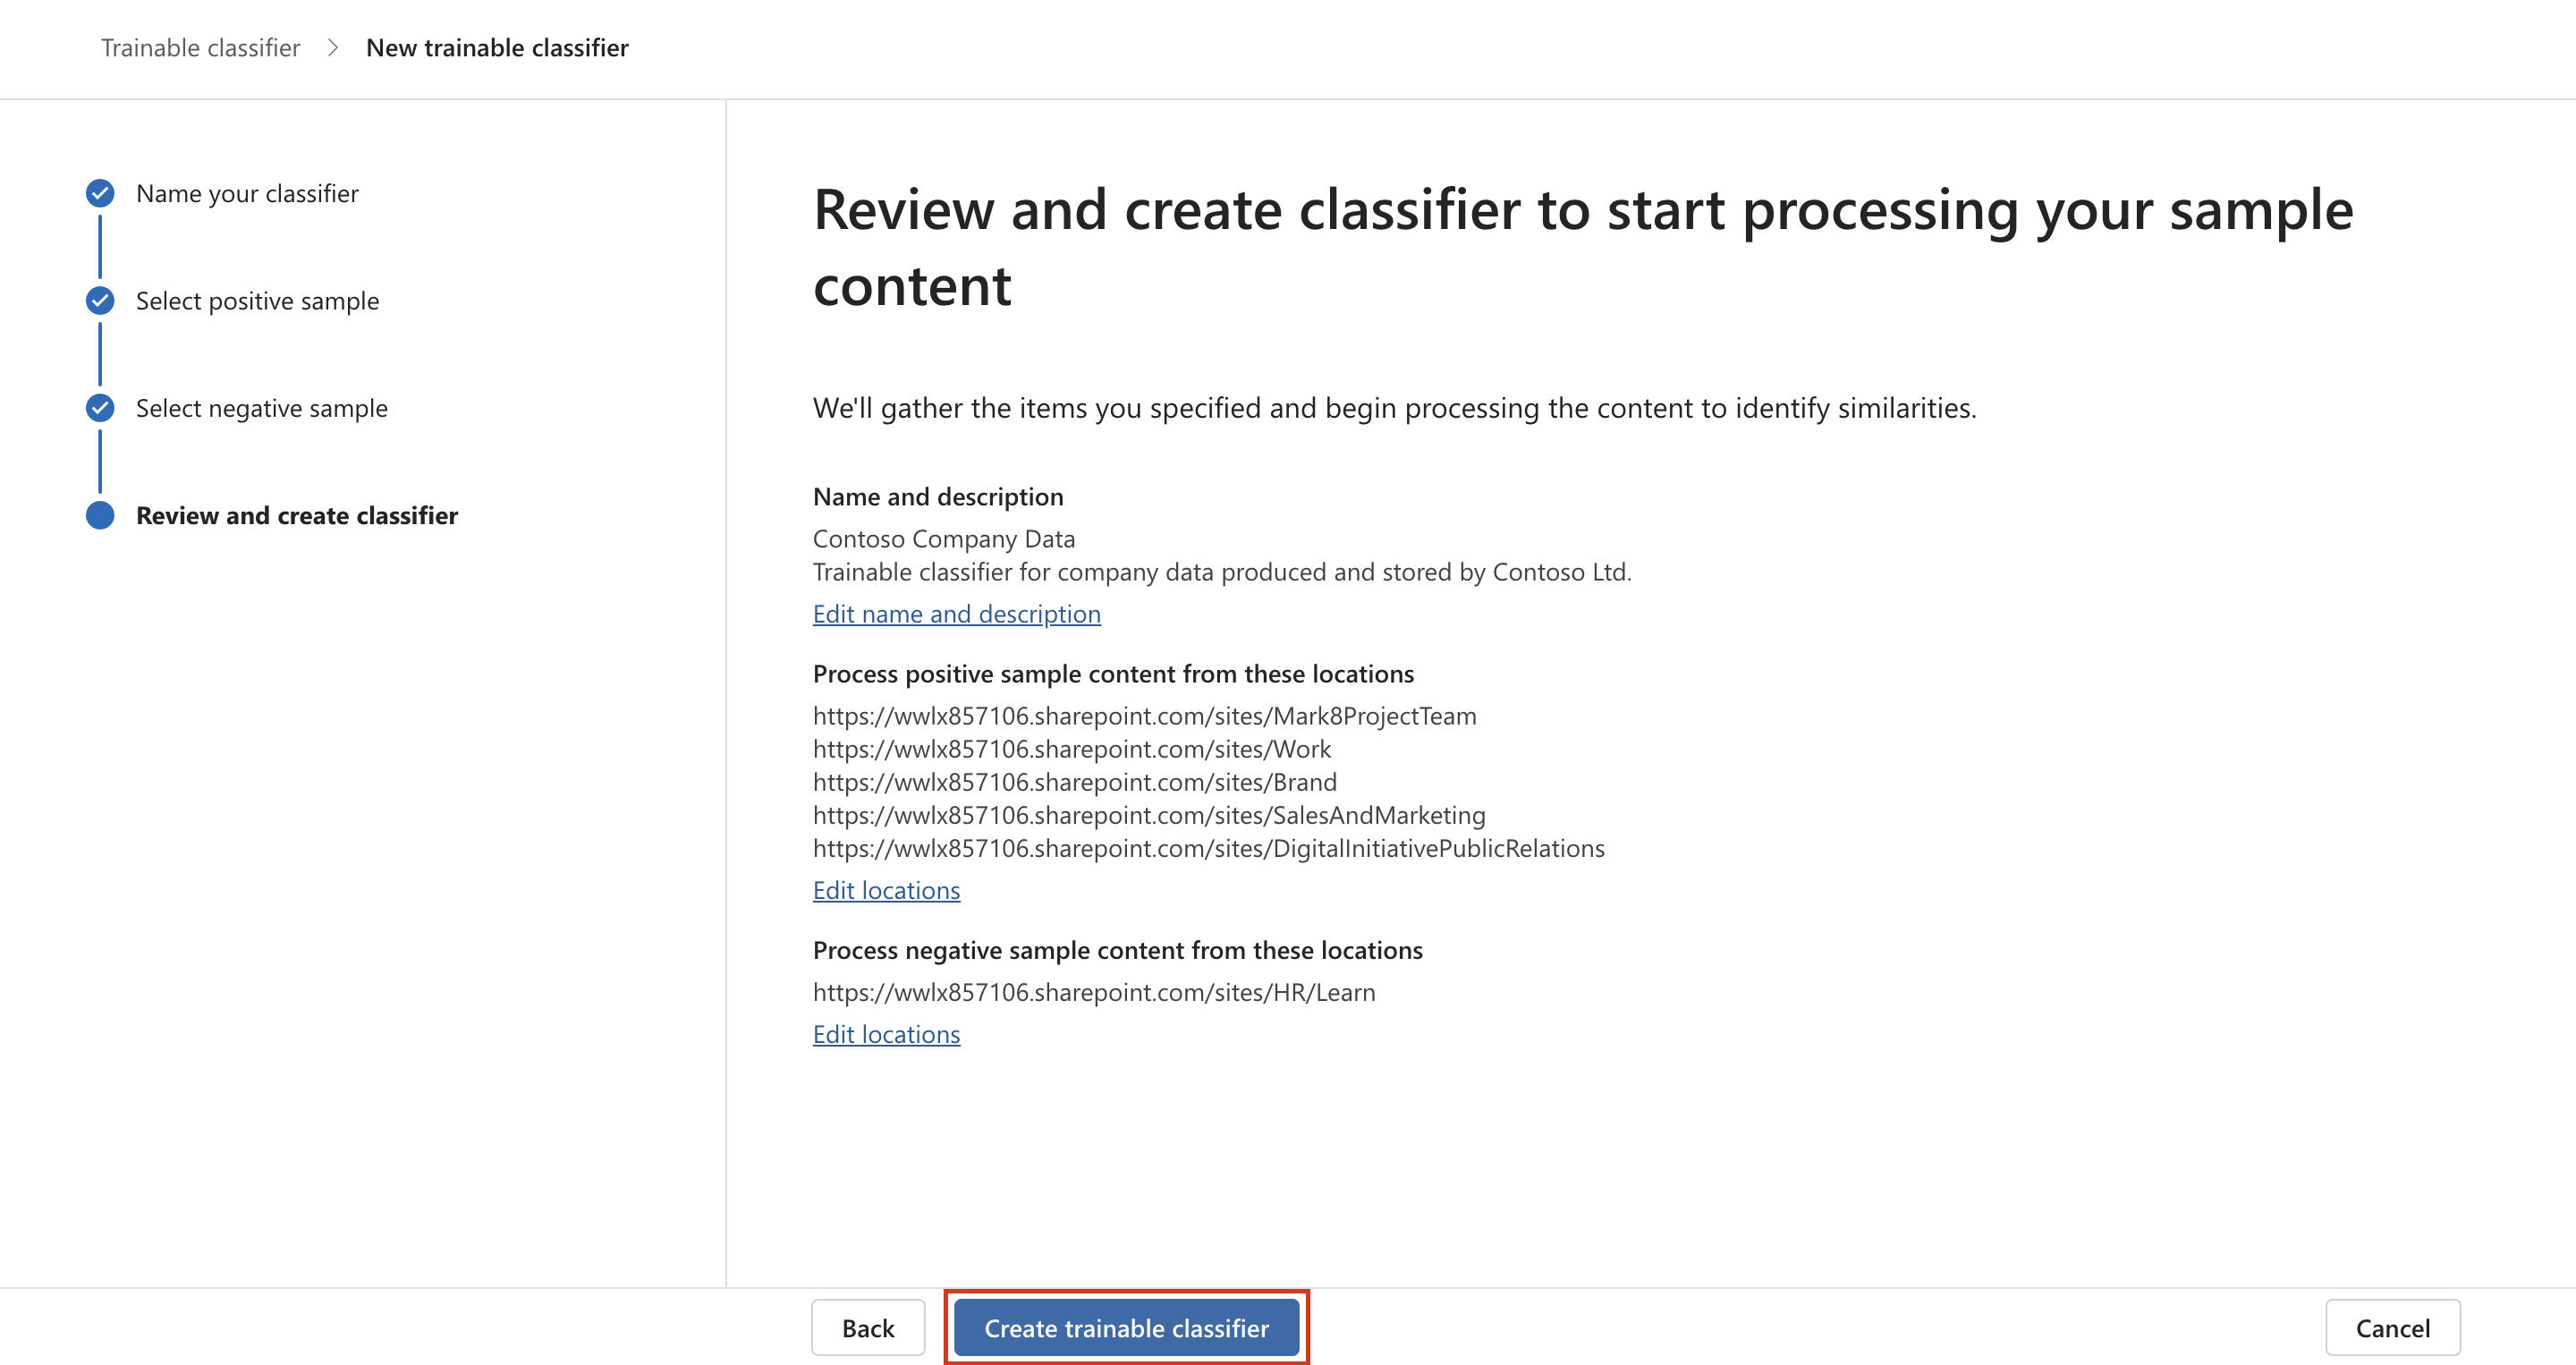 Trainable classifier > New trainable classifier
Name your classifier
Select positive sample
Select negative sample
Review and create classifier
Review and create classifier to start processing your sample
content
We'll gather the items you specified and begin processing the content to identify similarities.
Name and description
Contoso Company Data
Trainable classifier for company data produced and stored by Contoso Ltd.
Edit name and description
Process positive sample content from these locations
https://wwlx857106.sharepoint.com/sites/Mark8ProjectTeam
https://wwlx857106.sharepoint.com/sites/Work
https://wwlx857106.sharepoint.com/sites/Brand
https://wwlx857106.sharepoint.com/sites/SalesAndMarketing
https://wwlx857106.sharepoint.com/sites/DigitalInitiativePublicRelations
Edit locations
Process negative sample content from these locations
https://wwlx857106.sharepoint.com/sites/HR/Learn
Edit locations
Back
Create trainable classifier
Cancel